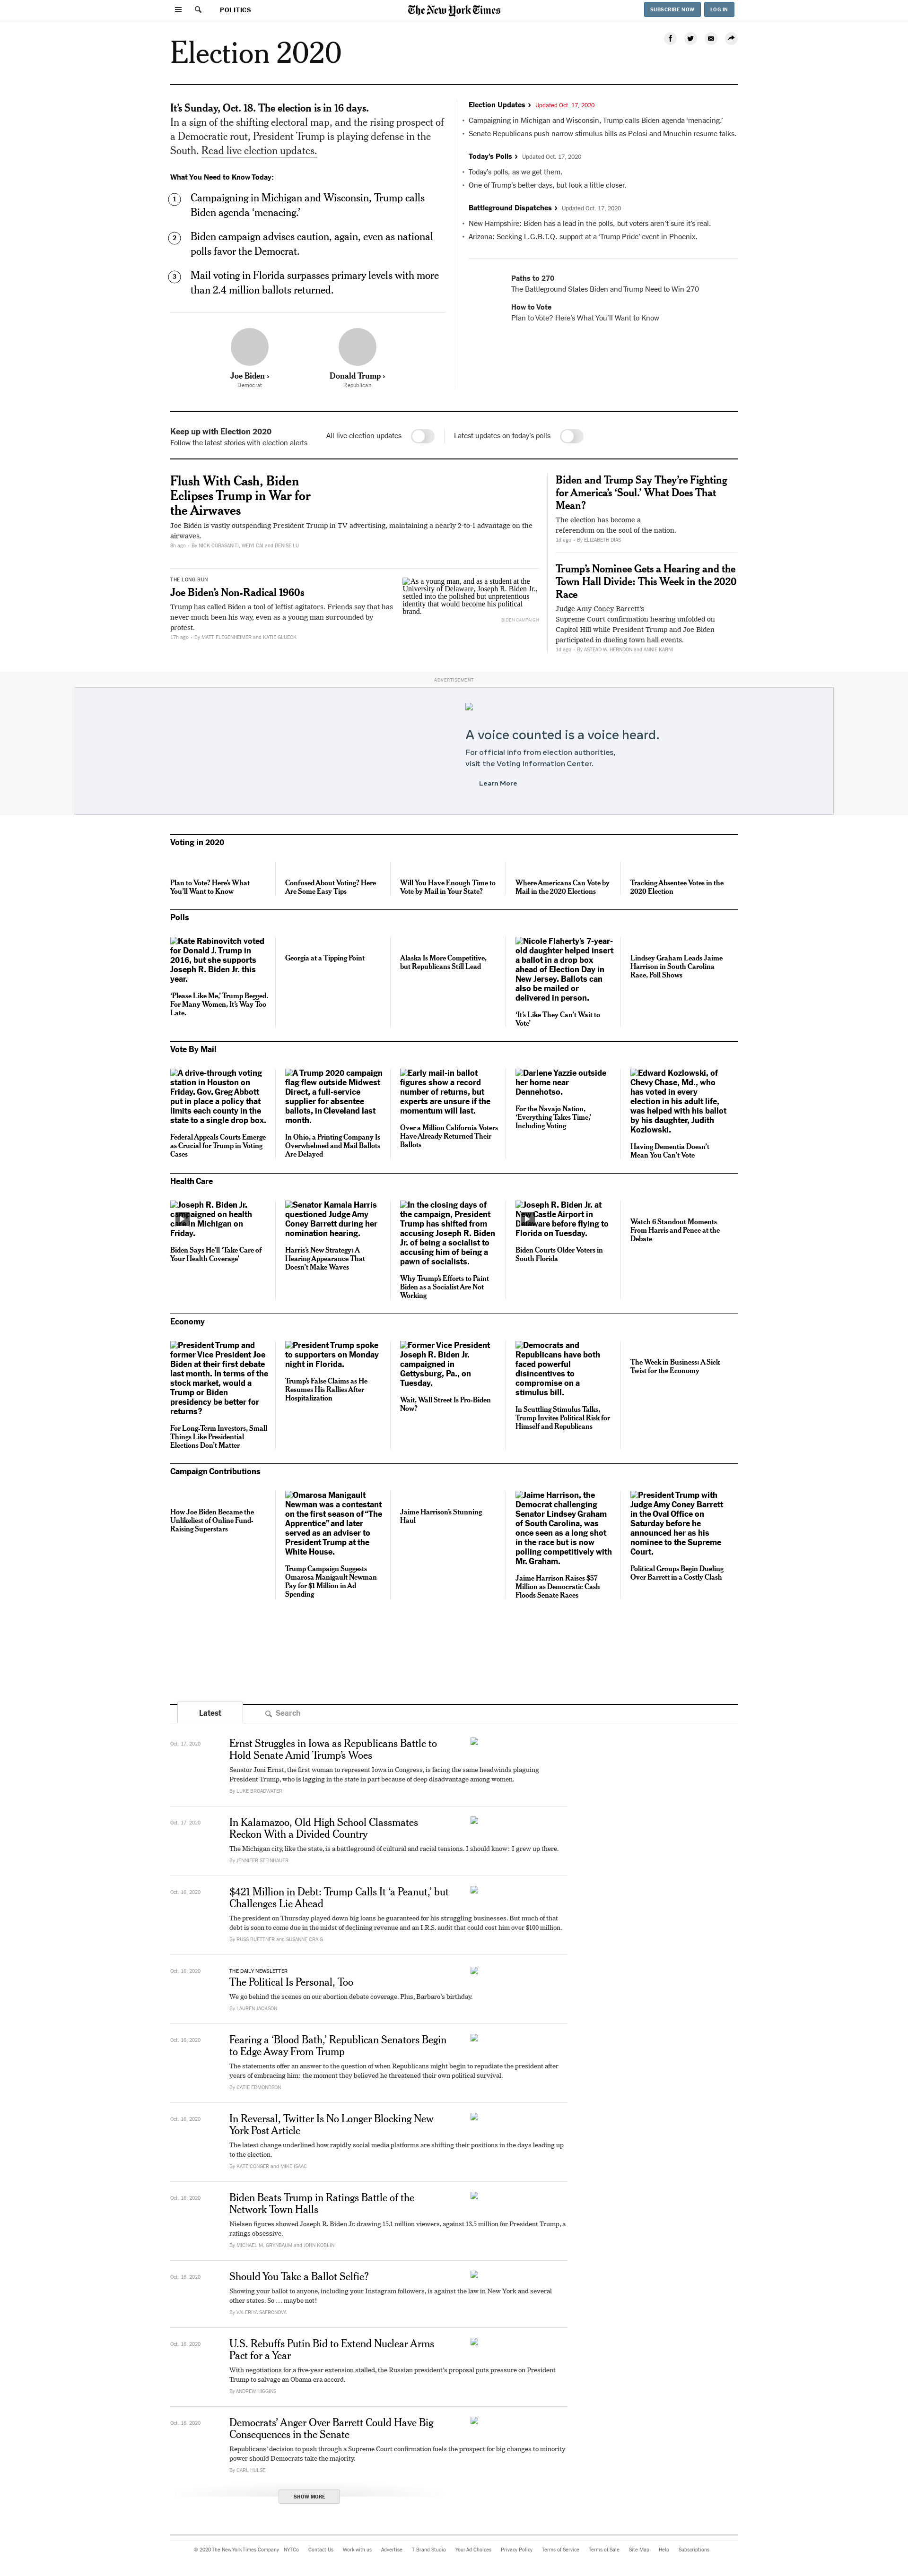 POLITICS
The New York Times
SUBSCRIBE NOW
LOG IN
Election 2020
It's Sunday, Oct. 18. The election is in 16 days.
In a sign of the shifting electoral map, and the rising prospect of
a Democratic rout, President Trump is playing defense in the
South. Read live election updates.
What You Need to Know Today:
1
Campaigning in Michigan and Wisconsin, Trump calls
Biden agenda 'menacing.'
2
Biden campaign advises caution, again, even as national
polls favor the Democrat.
3
Mail voting in Florida surpasses primary levels with more
than 2.4 million ballots returned.
Joe Biden ›
Democrat
Donald Trump ›
Republican
Election Updates › Updated Oct. 17, 2020
• Campaigning in Michigan and Wisconsin, Trump calls Biden agenda 'menacing.'
• Senate Republicans push narrow stimulus bills as Pelosi and Mnuchin resume talks.
Today's Polls › Updated Oct. 17, 2020
• Today's polls, as we get them.
• One of Trump's better days, but look a little closer.
Battleground Dispatches › Updated Oct. 17, 2020
• New Hampshire: Biden has a lead in the polls, but voters aren't sure it's real.
• Arizona: Seeking L.G.B.T.Q. support at a 'Trump Pride' event in Phoenix.
Paths to 270
The Battleground States Biden and Trump Need to Win 270
How to Vote
Plan to Vote? Here's What You'll Want to Know
Keep up with Election 2020
Follow the latest stories with election alerts
All live election updates
Latest updates on today's polls
Flush With Cash, Biden
Eclipses Trump in War for
the Airwaves
Joe Biden is vastly outspending President Trump in TV advertising, maintaining a nearly 2-to-1 advantage on the
airwaves.
8h ago - By NICK CORASANITI, WEIYI CAI and DENISE LU
THE LONG RUN
Joe Biden's Non-Radical 1960s
Trump has called Biden a tool of leftist agitators. Friends say that has
never much been his way, even as a young man surrounded by
protest.
17h ago - By MATT FLEGENHEIMER and KATIE GLUECK
As a young man, and as a student at the
University of Delaware, Joseph R. Biden Jr.,
settled into the polished but unpretentious
identity that would become his political
brand.
BIDEN CAMPAIGN
Biden and Trump Say They're Fighting
for America's 'Soul.' What Does That
Mean?
The election has become a
referendum on the soul of the nation.
1d ago - By ELIZABETH DIAS
Trump's Nominee Gets a Hearing and the
Town Hall Divide: This Week in the 2020
Race
Judge Amy Coney Barrett's
Supreme Court confirmation hearing unfolded on
Capitol Hill while President Trump and Joe Biden
participated in dueling town hall events.
1d ago - By ASTEAD W. HERNDON and ANNIE KARNI
ADVERTISEMENT
A voice counted is a voice heard.
For official info from election authorities,
visit the Voting Information Center.
Learn More
Voting in 2020
Plan to Vote? Here's What
You'll Want to Know
Confused About Voting? Here
Are Some Easy Tips
Will You Have Enough Time to
Vote by Mail in Your State?
Where Americans Can Vote by
Mail in the 2020 Elections
Tracking Absentee Votes in the
2020 Election
Polls
Kate Rabinovitch voted
for Donald J. Trump in
2016, but she supports
Joseph R. Biden Jr. this
year.
'Please Like Me,' Trump Begged.
For Many Women, It's Way Too
Late.
Georgia at a Tipping Point
Alaska Is More Competitive,
but Republicans Still Lead
Nicole Flaherty's 7-year-
old daughter helped insert
a ballot in a drop box
ahead of Election Day in
New Jersey. Ballots can
also be mailed or
delivered in person.
'It's Like They Can't Wait to
Vote'
Lindsey Graham Leads Jaime
Harrison in South Carolina
Race, Poll Shows
Vote By Mail
A drive-through voting
station in Houston on
Friday. Gov. Greg Abbott
put in place a policy that
limits each county in the
state to a single drop box.
Federal Appeals Courts Emerge
as Crucial for Trump in Voting
Cases
A Trump 2020 campaign
flag flew outside Midwest
Direct, a full-service
supplier for absentee
ballots, in Cleveland last
month.
In Ohio, a Printing Company Is
Overwhelmed and Mail Ballots
Are Delayed
Early mail-in ballot
figures show a record
number of returns, but
experts are unsure if the
momentum will last.
Over a Million California Voters
Have Already Returned Their
Ballots
Darlene Yazzie outside
her home near
Dennehotso.
For the Navajo Nation,
'Everything Takes Time,'
Including Voting
Edward Kozlowski, of
Chevy Chase, Md., who
has voted in every
election in his adult life,
was helped with his ballot
by his daughter, Judith
Kozlowski.
Having Dementia Doesn't
Mean You Can't Vote
Health Care
Joseph R. Biden Jr.
campaigned on health
in Michigan on
Friday.
Biden Says He'll 'Take Care of
Your Health Coverage'
Senator Kamala Harris
questioned Judge Amy
Coney Barrett during her
nomination hearing.
Harris's New Strategy: A
Hearing Appearance That
Doesn't Make Waves
In the closing days of
the campaign, President
Trump has shifted from
accusing Joseph R. Biden
Jr. of being a socialist to
accusing him of being a
pawn of socialists.
Why Trump's Efforts to Paint
Biden as a Socialist Are Not
Working
Joseph R. Biden Jr. at
New Castle Airport in
Delaware before flying to
Florida on Tuesday.
Biden Courts Older Voters in
South Florida
Watch 6 Standout Moments
From Harris and Pence at the
Debate
Economy
President Trump and
former Vice President Joe
Biden at their first debate
last month. In terms of the
stock market, would a
Trump or Biden
presidency be better for
returns?
For Long-Term Investors, Small
Things Like Presidential
Elections Don't Matter
President Trump spoke
to supporters on Monday
night in Florida.
Trump's False Claims as He
Resumes His Rallies After
Hospitalization
Former Vice President
Joseph R. Biden Jr.
campaigned in
Gettysburg, Pa., on
Tuesday.
Wait, Wall Street Is Pro-Biden
Now?
Democrats and
Republicans have both
faced powerful
disincentives to
compromise on a
stimulus bill.
In Scuttling Stimulus Talks,
Trump Invites Political Risk for
Himself and Republicans
The Week in Business: A Sick
Twist for the Economy
Campaign Contributions
How Joe Biden Became the
Unlikeliest of Online Fund-
Raising Superstars
Omarosa Manigault
Newman was a contestant
on the first season of "The
Apprentice" and later
served as an adviser to
President Trump at the
White House.
Trump Campaign Suggests
Omarosa Manigault Newman
Pay for $1 Million in Ad
Spending
Jaime Harrison's Stunning
Haul
Jaime Harrison, the
Democrat challenging
Senator Lindsey Graham
of South Carolina, was
once seen as a long shot
in the race but is now
polling competitively with
Mr. Graham.
Jaime Harrison Raises $57
Million as Democratic Cash
Floods Senate Races
President Trump with
Judge Amy Coney Barrett
in the Oval Office on
Saturday before he
announced her as his
nominee to the Supreme
Court.
Political Groups Begin Dueling
Over Barrett in a Costly Clash
Latest
Search
Oct. 17, 2020
Ernst Struggles in Iowa as Republicans Battle to
Hold Senate Amid Trump's Woes
Senator Joni Ernst, the first woman to represent Iowa in Congress, is facing the same headwinds plaguing
President Trump, who is lagging in the state in part because of deep disadvantage among women.
By LUKE BROADWATER
Oct. 17, 2020
In Kalamazoo, Old High School Classmates
Reckon With a Divided Country
The Michigan city, like the state, is a battleground of cultural and racial tensions. I should know: I grew up there.
By JENNIFER STEINHAUER
Oct. 16, 2020
$421 Million in Debt: Trump Calls It 'a Peanut,' but
Challenges Lie Ahead
The president on Thursday played down big loans he guaranteed for his struggling businesses. But much of that
debt is soon to come due in the midst of declining revenue and an I.R.S. audit that could cost him over $100 million.
By RUSS BUETTNER and SUSANNE CRAIG
Oct. 16, 2020
THE DAILY NEWSLETTER
The Political Is Personal, Too
We go behind the scenes on our abortion debate coverage. Plus, Barbaro's birthday.
By LAUREN JACKSON
Oct. 16, 2020
Fearing a 'Blood Bath,' Republican Senators Begin
to Edge Away From Trump
The statements offer an answer to the question of when Republicans might begin to repudiate the president after
years of embracing him: the moment they believed he threatened their own political survival.
By CATIE EDMONDSON
Oct. 16, 2020
In Reversal, Twitter Is No Longer Blocking New
York Post Article
The latest change underlined how rapidly social media platforms are shifting their positions in the days leading up
to the election.
By KATE CONGER and MIKE ISAAC
Oct. 16, 2020
Biden Beats Trump in Ratings Battle of the
Network Town Halls
Nielsen figures showed Joseph R. Biden Jr. drawing 15.1 million viewers, against 13.5 million for President Trump, a
ratings obsessive.
By MICHAEL M. GRYNBAUM and JOHN KOBLIN
Oct. 16, 2020
Should You Take a Ballot Selfie?
Showing your ballot to anyone, including your Instagram followers, is against the law in New York and several
other states. So … maybe not!
By VALERIYA SAFRONOVA
Oct. 16, 2020
U.S. Rebuffs Putin Bid to Extend Nuclear Arms
Pact for a Year
With negotiations for a five-year extension stalled, the Russian president's proposal puts pressure on President
Trump to salvage an Obama-era accord.
By ANDREW HIGGINS
Oct. 16, 2020
Democrats' Anger Over Barrett Could Have Big
Consequences in the Senate
Republicans' decision to push through a Supreme Court confirmation fuels the prospect for big changes to minority
power should Democrats take the majority.
By CARL HULSE
SHOW MORE
© 2020 The New York Times Company NYTCo Contact Us Work with us Advertise T Brand Studio Your Ad Choices Privacy Policy Terms of Service Terms of Sale Site Map Help Subscriptions